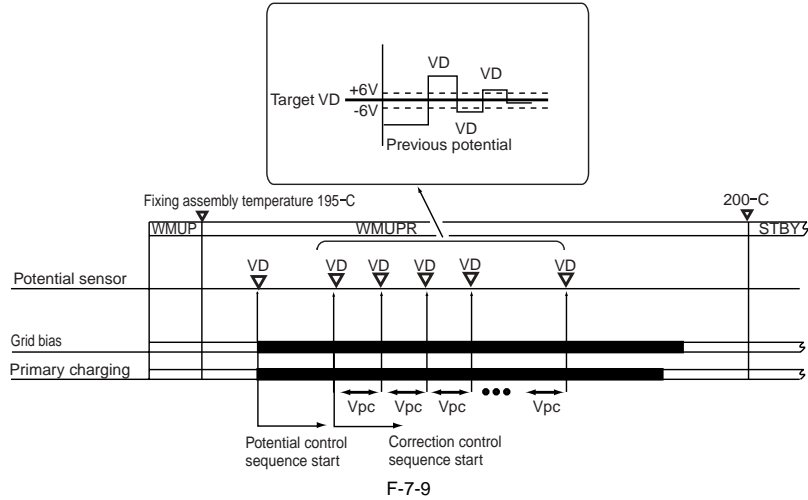 VD
VD
+6V
Target VD
-6V
VD
Previous potential
Fixing assembly temperature 195-C
200-C
WMUP
WMUPR
STBY
VD
VD
VD
VD
VD
VD
Potential sensor
Grid bias
Primary charging
Vpc
Vpc
Vpc
Vpc
Potential control
sequence start
Correction control
sequence start
F-7-9